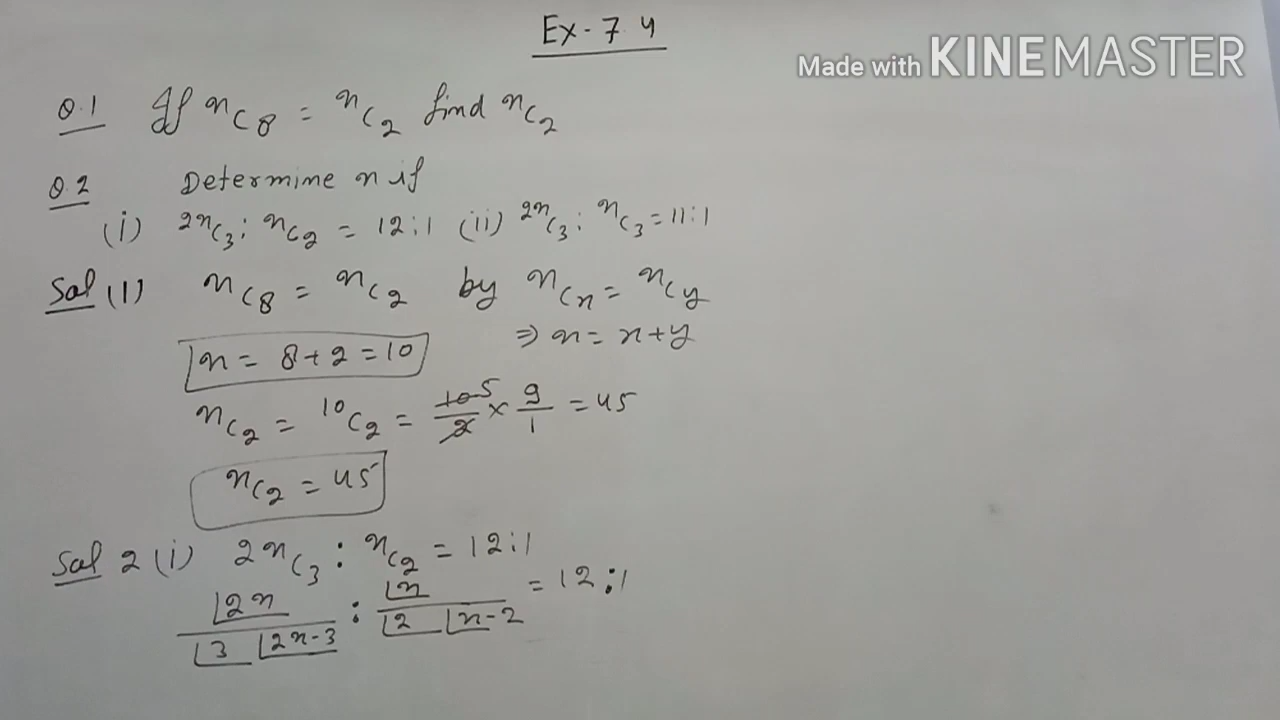 Ex-7.4
Made with KINEMASTER
Q.1 If nC8 = nC2 find nC2
Q.2 Determine n if
(i) 2nC3 : nC2 = 12:1 (ii) 2nC3 : nC3 = 11:1
Sol (1) nC8 = nC2 by nCx = nCy
⇒ n = x+y
n = 8+2 = 10
nC2 = 10C2 = 10/2 5 × 9/1 = 45
nC2 = 45
Sol 2 (i) 2nC3 : nC2 = 12:1
⌊2n / ⌊3 ⌊2n-3 : ⌊n / ⌊2 ⌊n-2 = 12:1